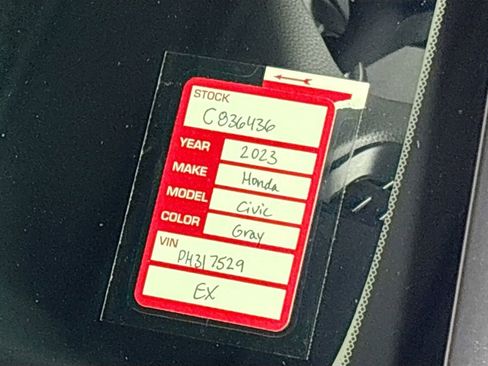 STOCK
C836436
YEAR 2023
MAKE Honda
MODEL Civic
COLOR Gray
VIN
PH317529
EX